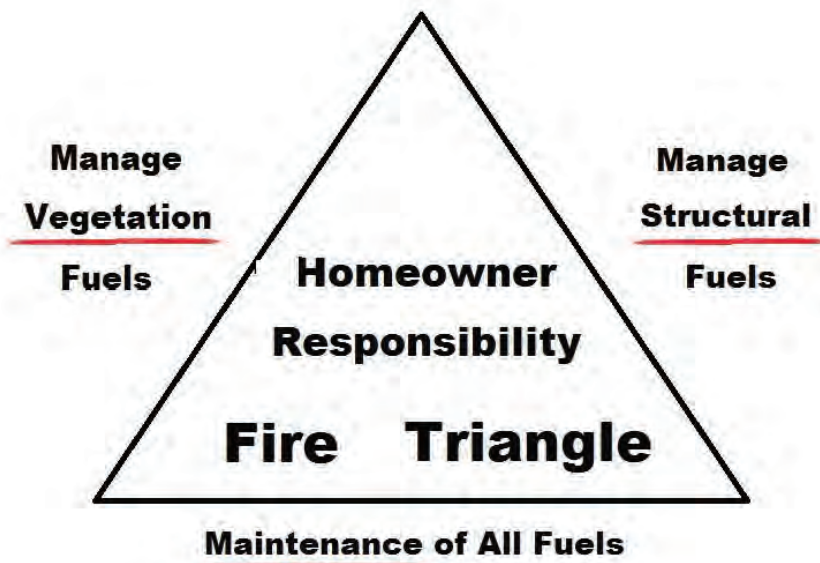 Manage
Vegetation
Fuels
Manage
Structural
Fuels
Homeowner
Responsibility
Fire Triangle
Maintenance of All Fuels